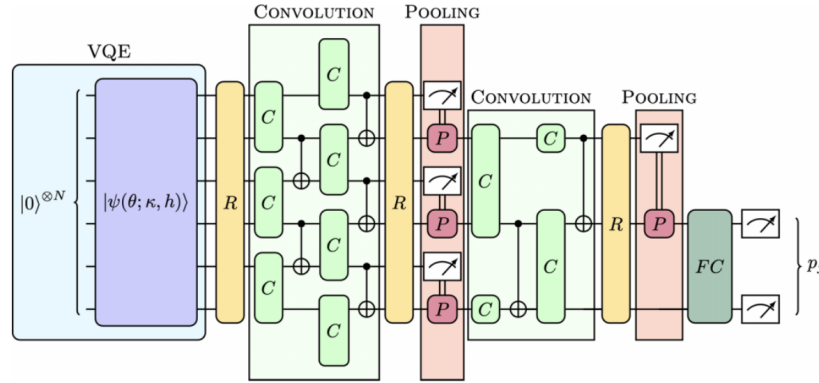 CONVOLUTION
POOLING
VQE
CONVOLUTION
POOLING
|0⟩⊗N
|ψ(θ; κ, h)⟩
R
C
C
C
C
C
C
C
R
P
P
P
C
C
C
C
R
P
FC